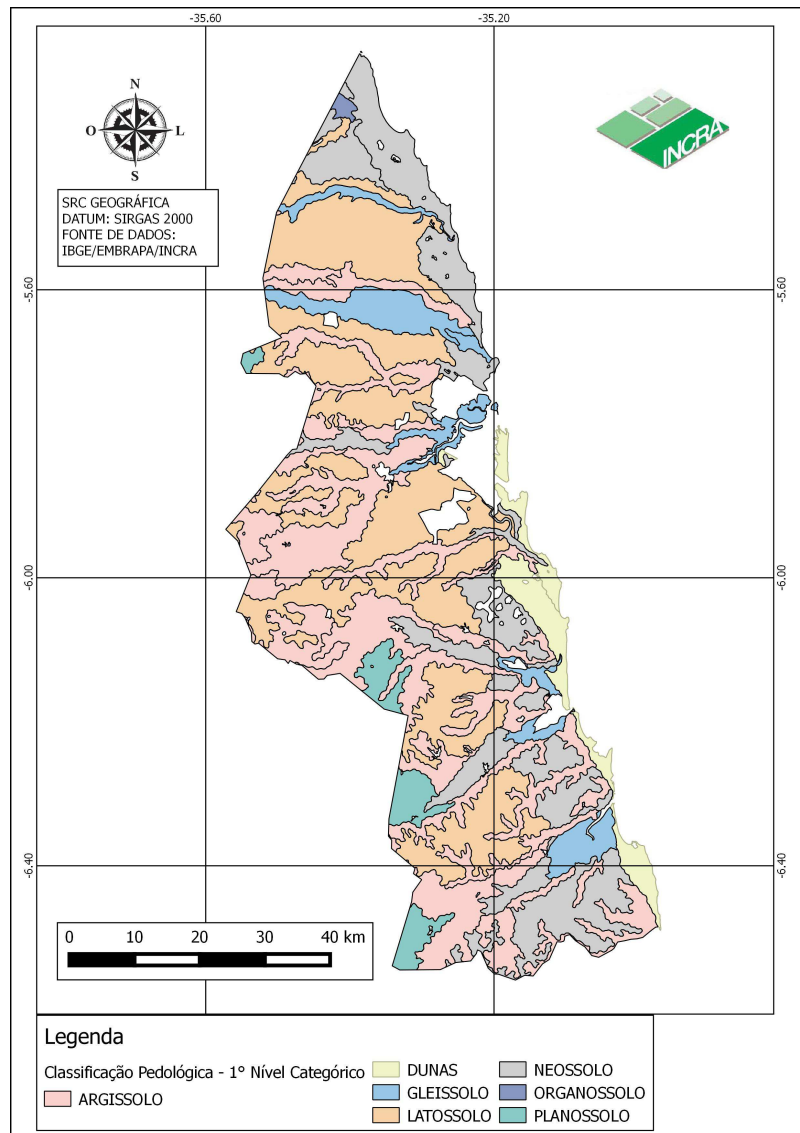 -35.60
-35.20
N
O
L
S
INCRA
SRC GEOGRÁFICA
DATUM: SIRGAS 2000
FONTE DE DADOS:
IBGE/EMBRAPA/INCRA
-5.60
-5.60
-6.00
-6.00
-6.40
-6.40
0 10 20 30 40 km
Legenda
Classificação Pedológica - 1° Nível Categórico
ARGISSOLO
DUNAS
GLEISSOLO
LATOSSOLO
NEOSSOLO
ORGANOSSOLO
PLANOSSOLO